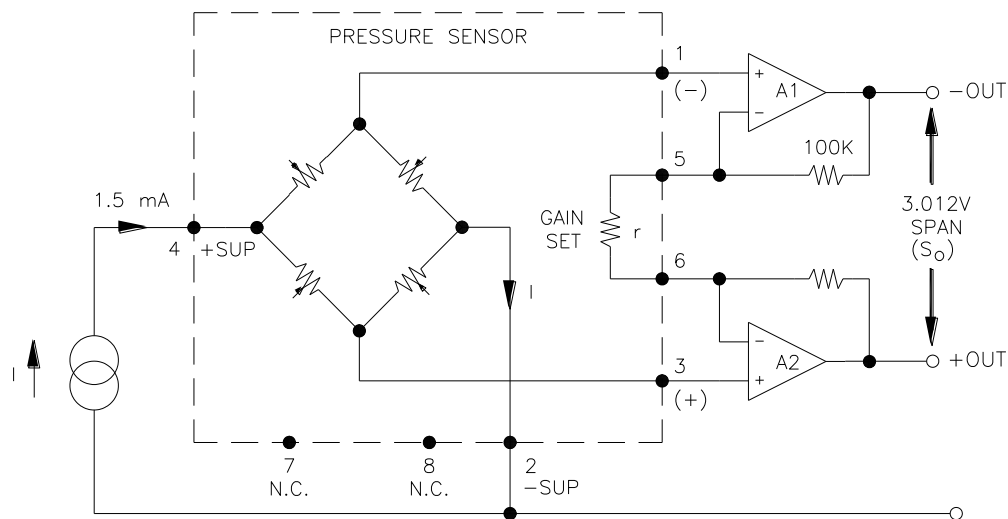 PRESSURE SENSOR
1
(-)
+
A1
-
-OUT
100K
5
1.5 mA
4
+SUP
GAIN
SET
r
3.012V
SPAN
(So)
6
I
I
-
A2
+
+OUT
3
(+)
7
N.C.
8
N.C.
2
-SUP